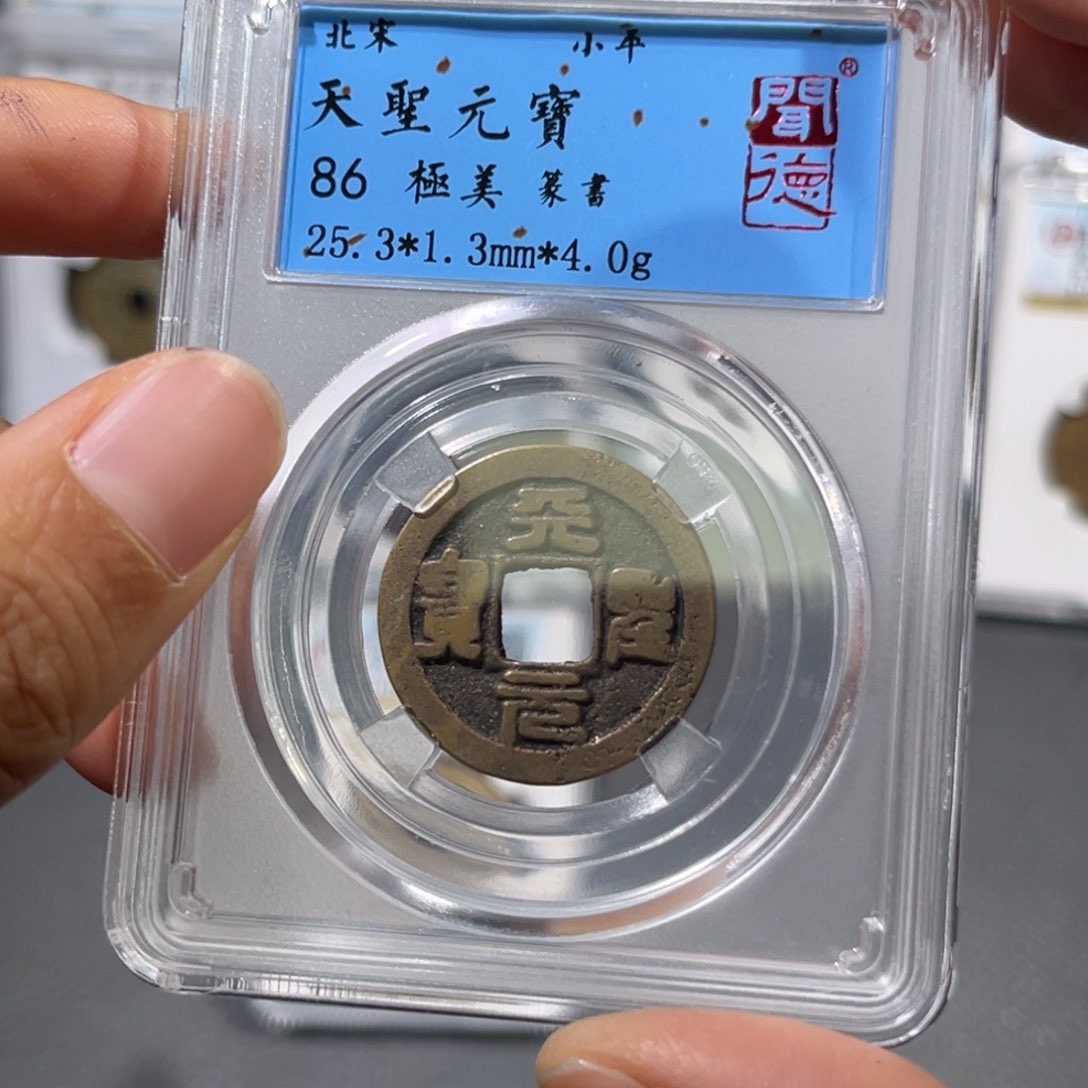 北宋 小平
天聖元寶
86 極美 篆書
25.3*1.3mm*4.0g
聞德®
天聖元寶